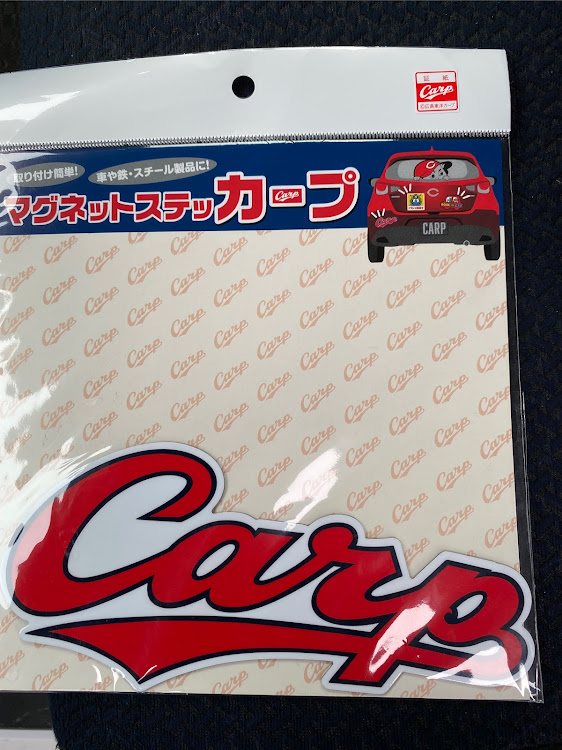 証 紙
Carp
©広島東洋カープ
取り付け簡単!
車や鉄・スチール製品に!
マグネットステッカープ
Carp
Carp
CARP
Carp